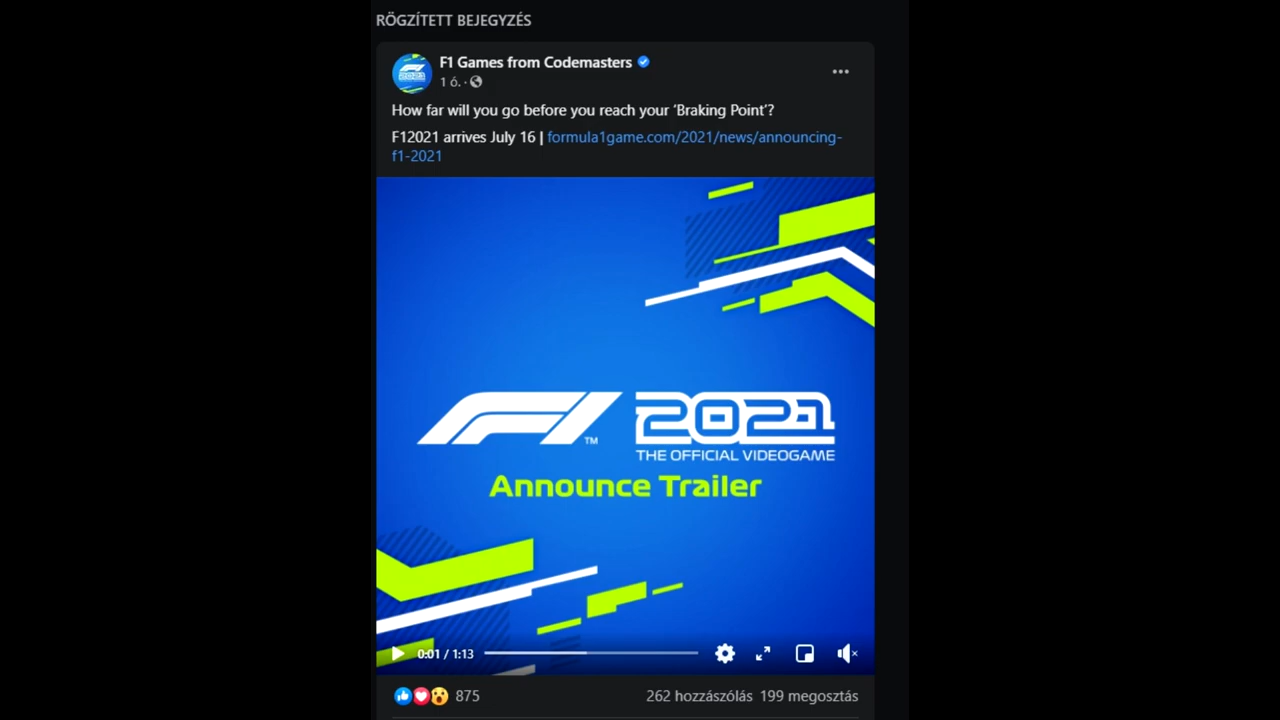 RÖGZÍTETT BEJEGYZÉS
F1 Games from Codemasters
1 ó. ·
How far will you go before you reach your ‘Braking Point’?
F12021 arrives July 16 | formula1game.com/2021/news/announcing-
f1-2021
F1 ™ 2021
THE OFFICIAL VIDEOGAME
Announce Trailer
0:01 / 1:13
875 262 hozzászólás 199 megosztás